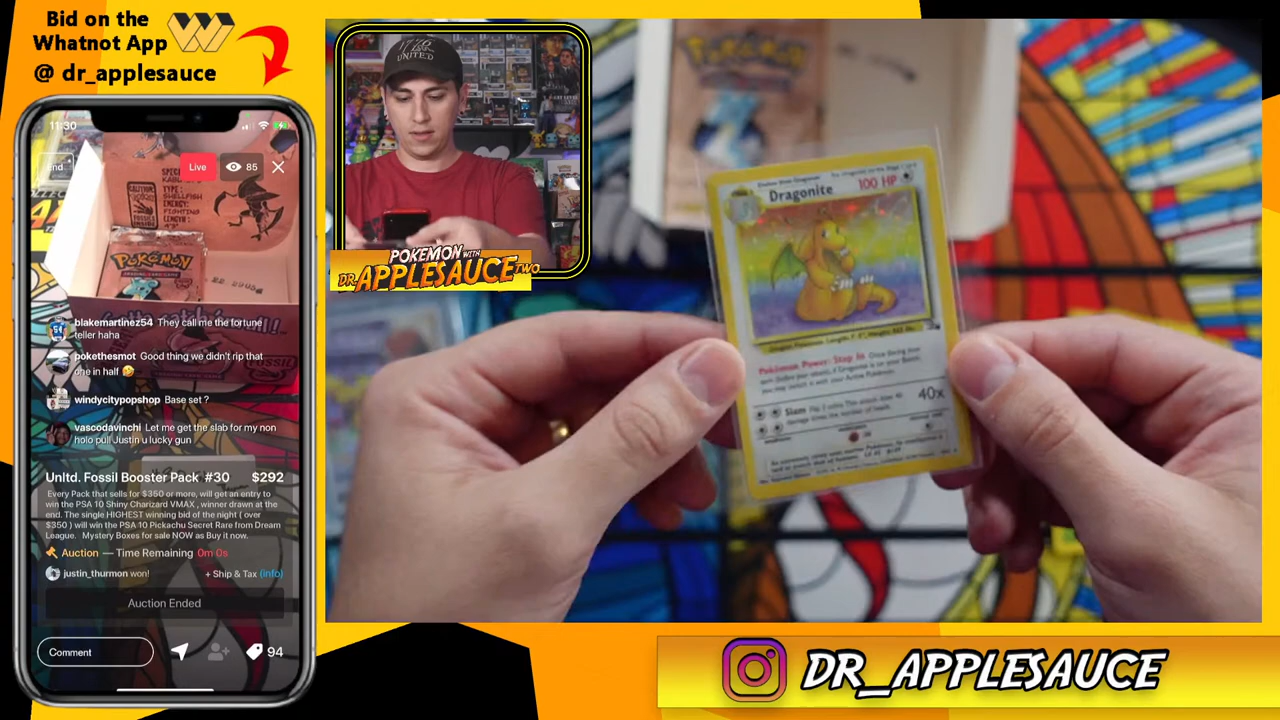 Bid on the
Whatnot App
@ dr_applesauce
11:30
End
Live
85
POKéMON
blakemartinez54 They call me the fortune
teller haha
pokethesmot Good thing we didn't rip that
one in half 🤣
windycitypopshop Base set ?
vascodavinchi Let me get the slab for my non
holo pull Justin u lucky gun
Unltd. Fossil Booster Pack #30 $292
Every Pack that sells for $350 or more, will get an entry to
win the PSA 10 Shiny Charizard VMAX , winner drawn at the
end. The single HIGHEST winning bid of the night ( over
$350 ) will win the PSA 10 Pickachu Secret Rare from Dream
League. Mystery Boxes for sale NOW as Buy it now.
Auction — Time Remaining 0m 0s
justin_thurmon won!
+ Ship & Tax (info)
Auction Ended
Comment
94
1776
UNITED
POKEMON WITH
DR. APPLESAUCE TWO
Dragonite
100 HP
Pokémon Power: Step In
Slam
40x
DR_APPLESAUCE